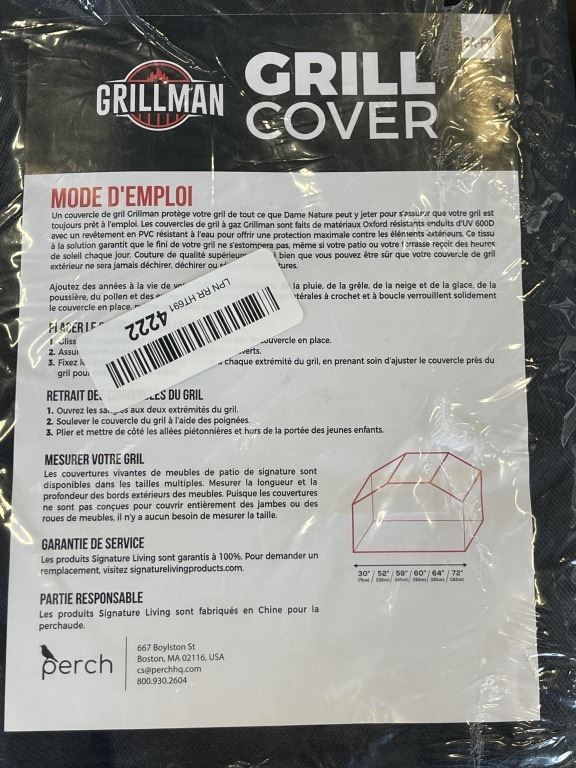 GRILLMAN
GRILL
COVER
MODE D'EMPLOI
Un couvercle de gril Grillman protège votre gril de tout ce que Dame Nature peut y jeter pour s'assurer que votre gril est
toujours prêt à l'emploi. Les couvercles de gril à gaz Grillman sont faits de matériaux Oxford résistants enduits d'UV 600D
avec un revêtement en PVC résistant à l'eau pour offrir une protection maximale contre les éléments extérieurs. Ce tissu
à la solution garantit que le fini de votre gril ne s'estompera pas, même si votre patio ou votre terrasse reçoit des heures
de soleil chaque jour. Couture de qualité supérieure bien que vous pouvez être sûr que votre couvercle de gril
extérieur ne sera jamais déchirer, déchirer ou
Ajoutez des années à la vie de la pluie, de la grêle, de la neige et de la glace, de la
poussière, du pollen et des latérales à crochet et à boucle verrouillent solidement
le couvercle en place,
PLACER LE
1. couvercle en place.
2.
3. Fixez chaque extrémité du gril, en prenant soin d'ajuster le couvercle près du
gril
RETRAIT DES COUVERCLES DU GRIL
1. Ouvrez les sangles aux deux extrémités du gril.
2. Soulever le couvercle du gril à l'aide des poignées.
3. Plier et mettre de côté les allées piétonnières et hors de la portée des jeunes enfants.
MESURER VOTRE GRIL
Les couvertures vivantes de meubles de patio de signature sont
disponibles dans les tailles multiples. Mesurer la longueur et la
profondeur des bords extérieurs des meubles. Puisque les couvertures
ne sont pas conçues pour couvrir entièrement des jambes ou des
roues de meubles, il n'y a aucun besoin de mesurer la taille.
GARANTIE DE SERVICE
Les produits Signature Living sont garantis à 100%. Pour demander un
remplacement, visitez signaturelivingproducts.com.
PARTIE RESPONSABLE
Les produits Signature Living sont fabriqués en Chine pour la
perchaude.
30" / 52" / 58" / 60" / 64" / 72"
perch
667 Boylston St
Boston, MA 02116, USA
cs@perchhq.com
800.930.2604
LPN RR HT691 4222